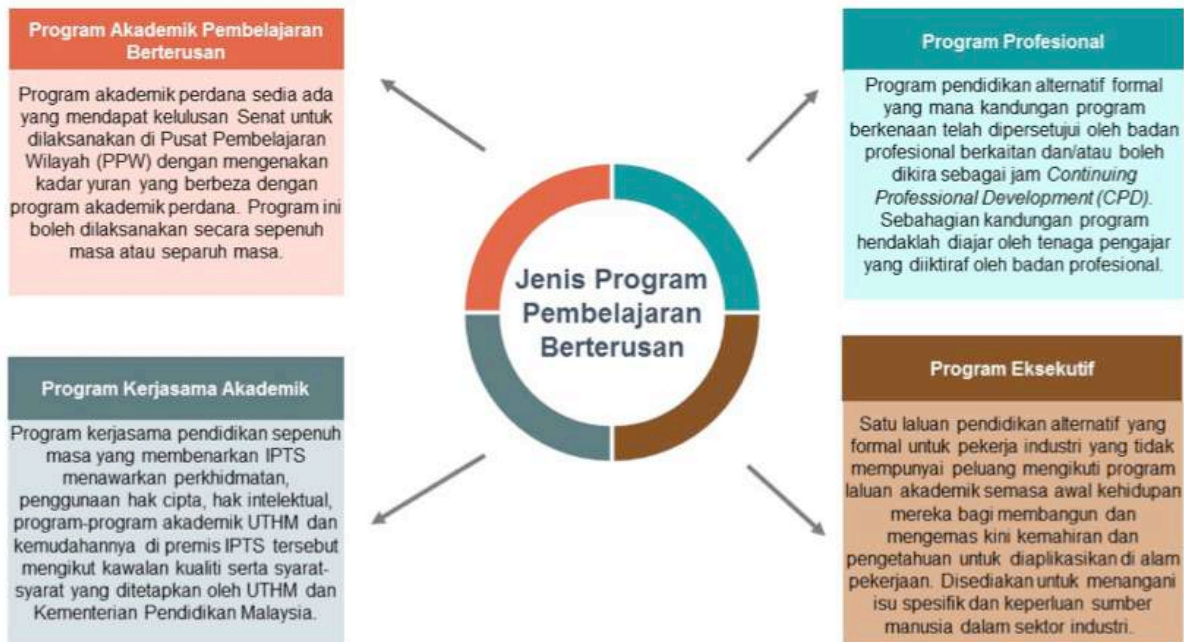 Program Akademik Pembelajaran
Berterusan
Program akademik perdana sedia ada
yang mendapat kelulusan Senat untuk
dilaksanakan di Pusat Pembelajaran
Wilayah (PPW) dengan mengenakan
kadar yuran yang berbeza dengan
program akademik perdana. Program ini
boleh dilaksanakan secara sepenuh
masa atau separuh masa.
Program Profesional
Program pendidikan alternatif formal
yang mana kandungan program
berkenaan telah dipersetujui oleh badan
profesional berkaitan dan/atau boleh
dikira sebagai jam Continuing
Professional Development (CPD).
Sebahagian kandungan program
hendaklah diajar oleh tenaga pengajar
yang diiktiraf oleh badan profesional.
Jenis Program
Pembelajaran
Berterusan
Program Kerjasama Akademik
Program kerjasama pendidikan sepenuh
masa yang membenarkan IPTS
menawarkan perkhidmatan,
penggunaan hak cipta, hak intelektual,
program-program akademik UTHM dan
kemudahannya di premis IPTS tersebut
mengikut kawalan kualiti serta syarat-
syarat yang ditetapkan oleh UTHM dan
Kementerian Pendidikan Malaysia.
Program Eksekutif
Satu laluan pendidikan alternatif yang
formal untuk pekerja industri yang tidak
mempunyai peluang mengikuti program
laluan akademik semasa awal kehidupan
mereka bagi membangun dan
mengemas kini kemahiran dan
pengetahuan untuk diaplikasikan di alam
pekerjaan. Disediakan untuk menangani
isu spesifik dan keperluan sumber
manusia dalam sektor industri.